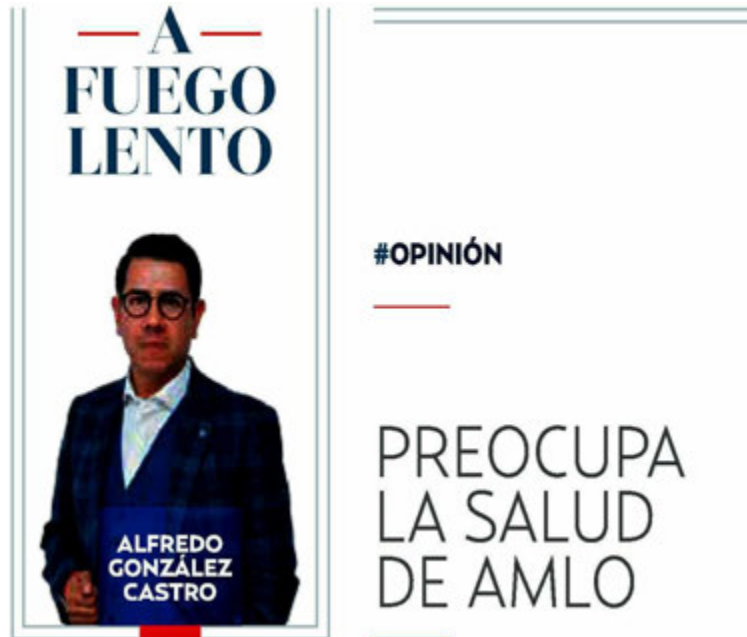 A
FUEGO
LENTO
ALFREDO
GONZÁLEZ
CASTRO
#OPINIÓN
PREOCUPA
LA SALUD
DE AMLO